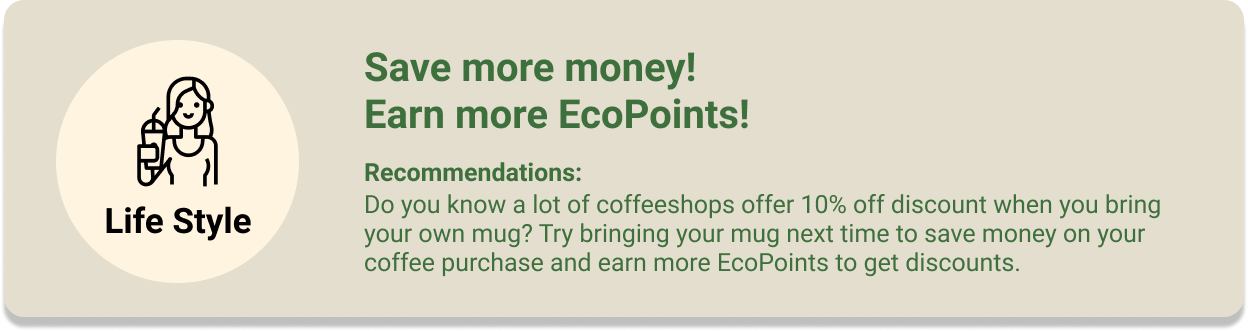 Save more money!
Earn more EcoPoints!
Recommendations:
Do you know a lot of coffeeshops offer 10% off discount when you bring
your own mug? Try bringing your mug next time to save money on your
coffee purchase and earn more EcoPoints to get discounts.
Life Style